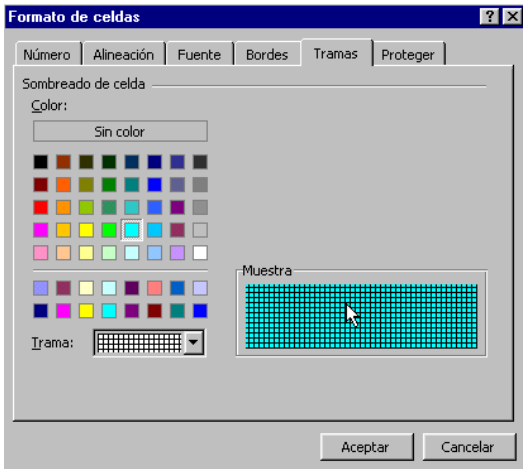 Formato de celdas
Número Alineación Fuente Bordes Tramas Proteger
Sombreado de celda
Color:
Sin color
Muestra
Trama:
Aceptar Cancelar